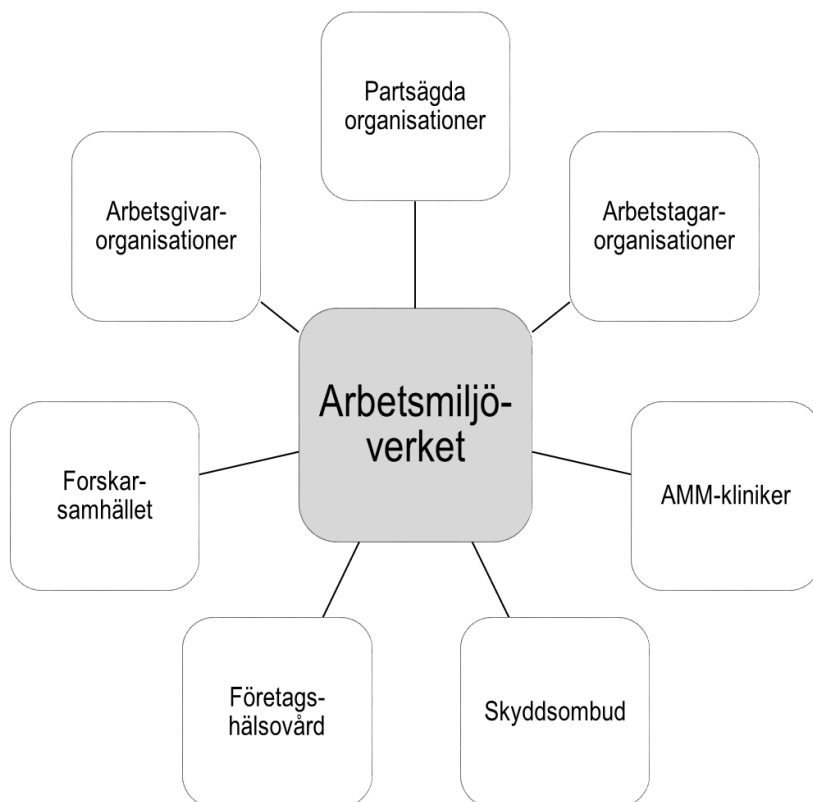 Partsägda
organisationer
Arbetsgivar-
organisationer
Arbetstagar-
organisationer
Arbetsmiljö-
verket
Forskar-
samhället
AMM-kliniker
Företags-
hälsovård
Skyddsombud